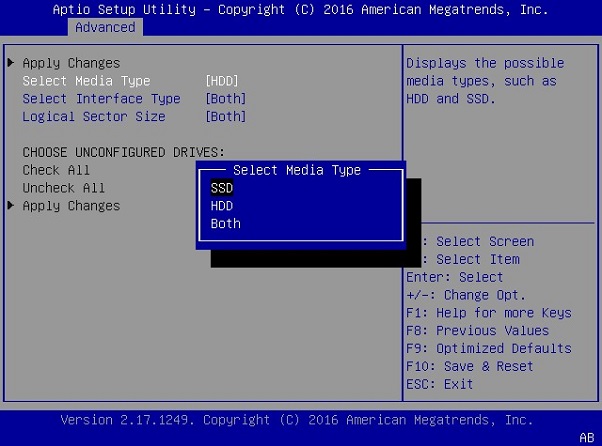 Aptio Setup Utility – Copyright (C) 2016 American Megatrends, Inc.
Advanced
Apply Changes
Select Media Type [HDD]
Select Interface Type [Both]
Logical Sector Size [Both]
CHOOSE UNCONFIGURED DRIVES:
Check All
Uncheck All
Apply Changes
Select Media Type
SSD
HDD
Both
Displays the possible
media types, such as
HDD and SSD.
: Select Screen
: Select Item
Enter: Select
+/-: Change Opt.
F1: Help for more Keys
F8: Previous Values
F9: Optimized Defaults
F10: Save & Reset
ESC: Exit
Version 2.17.1249. Copyright (C) 2016 American Megatrends, Inc.
AB